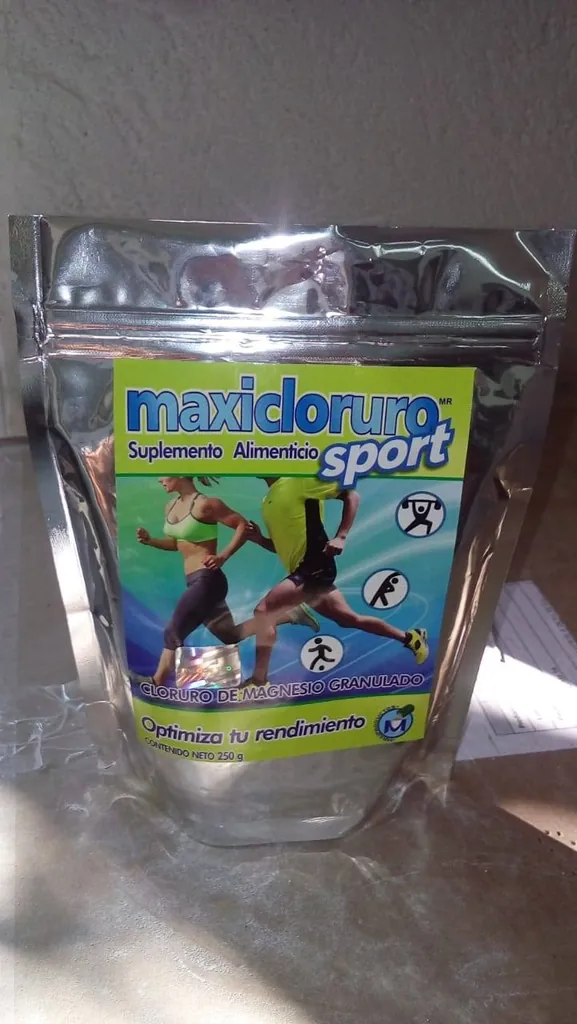 maxicloruro MR
Suplemento Alimenticio sport
CLORURO DE MAGNESIO GRANULADO
Optimiza tu rendimiento
CONTENIDO NETO 250 g
M